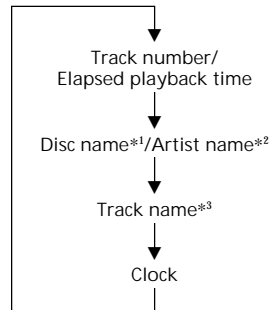 Track number/
Elapsed playback time
Disc name*1/Artist name*2
Track name*3
Clock